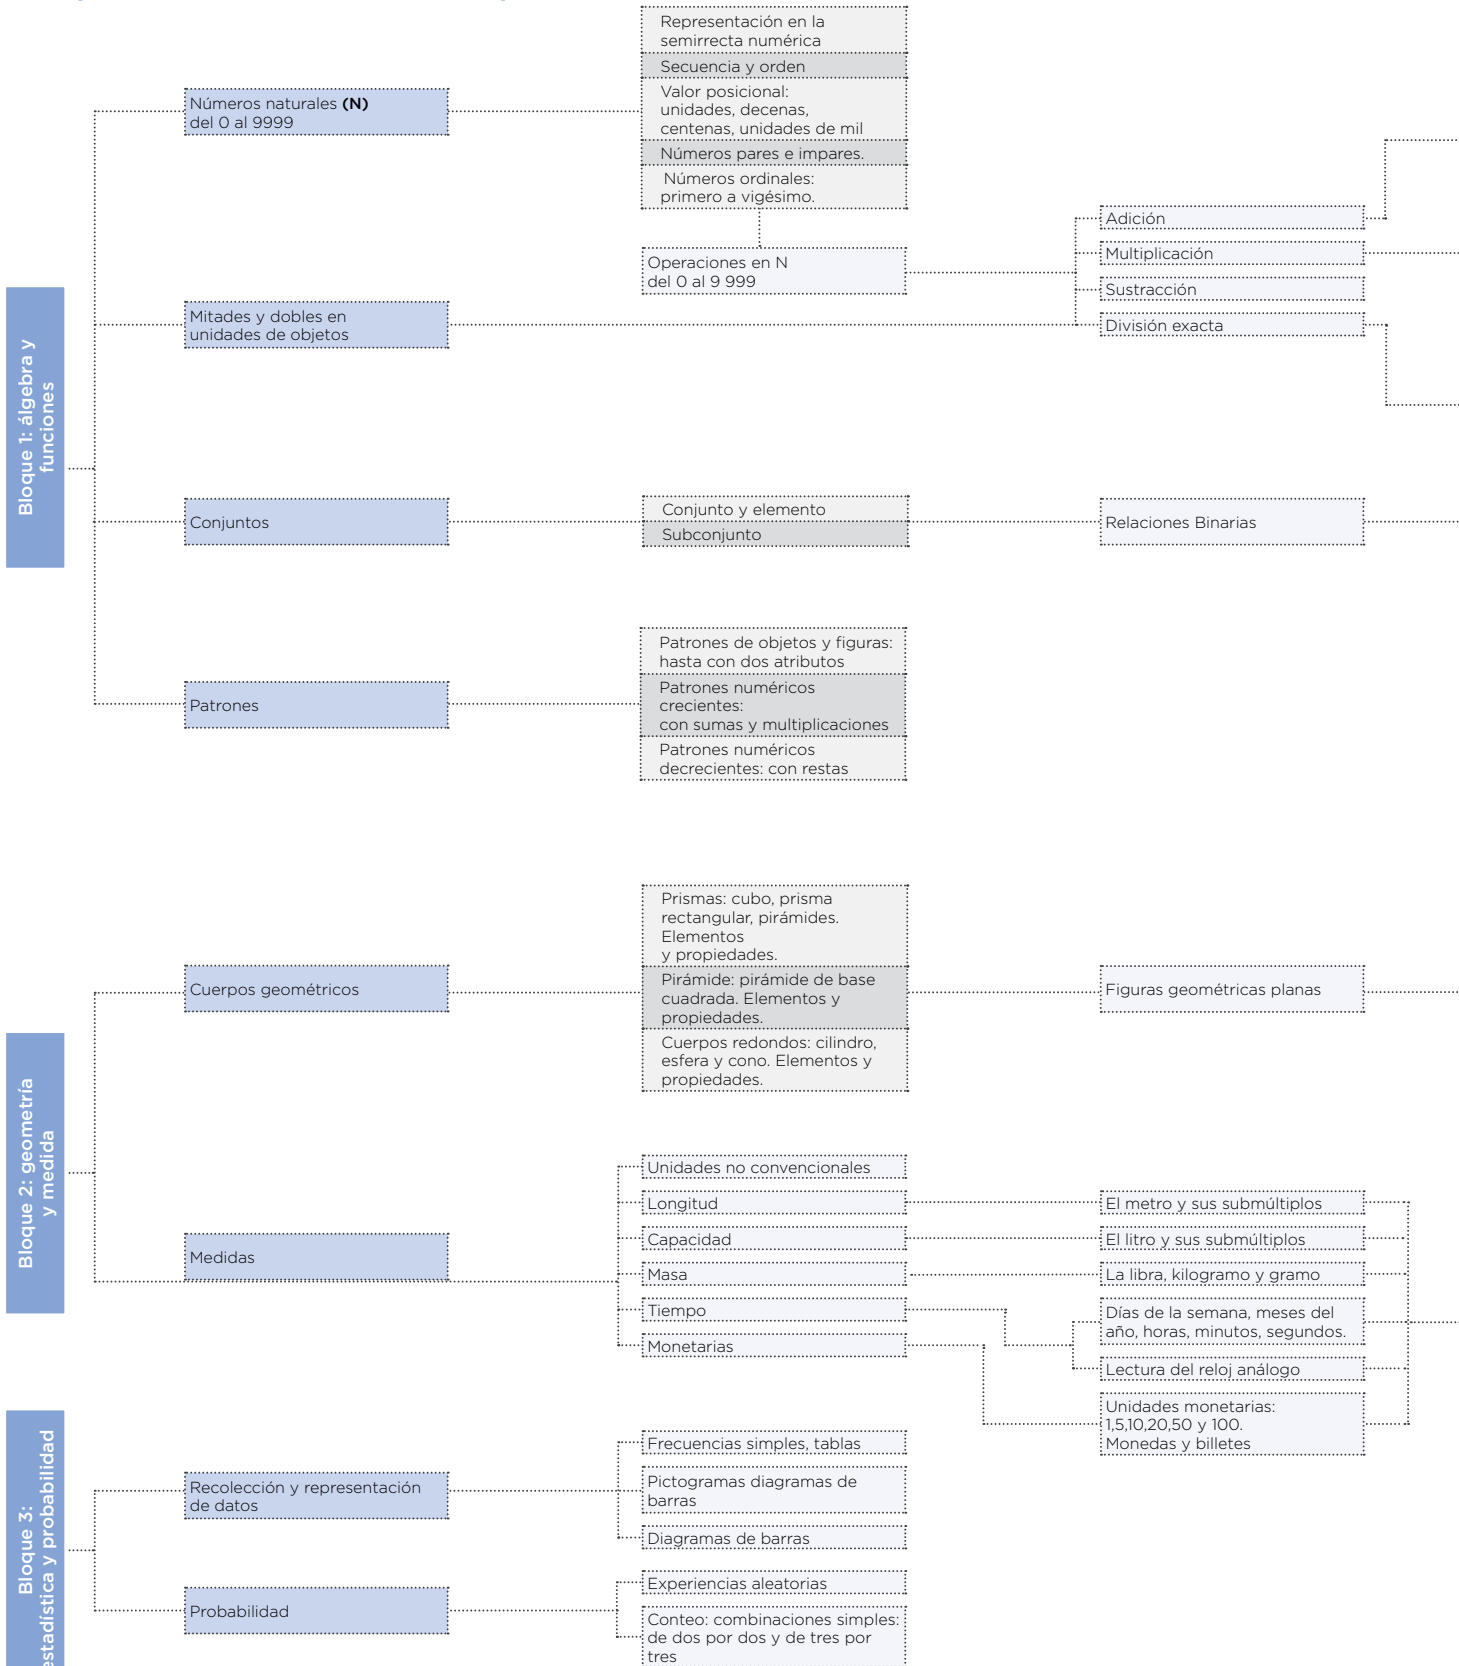 Bloque 1: álgebra y
funciones
Números naturales (N)
del 0 al 9999
Representación en la
semirrecta numérica
Secuencia y orden
Valor posicional:
unidades, decenas,
centenas, unidades de mil
Números pares e impares.
Números ordinales:
primero a vigésimo.
Operaciones en N
del 0 al 9 999
Adición
Multiplicación
Sustracción
División exacta
Mitades y dobles en
unidades de objetos
Conjuntos
Conjunto y elemento
Subconjunto
Relaciones Binarias
Patrones
Patrones de objetos y figuras:
hasta con dos atributos
Patrones numéricos
crecientes:
con sumas y multiplicaciones
Patrones numéricos
decrecientes: con restas
Bloque 2: geometría
y medida
Cuerpos geométricos
Prismas: cubo, prisma
rectangular, pirámides.
Elementos
y propiedades.
Pirámide: pirámide de base
cuadrada. Elementos y
propiedades.
Cuerpos redondos: cilindro,
esfera y cono. Elementos y
propiedades.
Figuras geométricas planas
Medidas
Unidades no convencionales
Longitud
Capacidad
Masa
Tiempo
Monetarias
El metro y sus submúltiplos
El litro y sus submúltiplos
La libra, kilogramo y gramo
Días de la semana, meses del
año, horas, minutos, segundos.
Lectura del reloj análogo
Unidades monetarias:
1,5,10,20,50 y 100.
Monedas y billetes
Bloque 3:
estadística y probabilidad
Recolección y representación
de datos
Frecuencias simples, tablas
Pictogramas diagramas de
barras
Diagramas de barras
Probabilidad
Experiencias aleatorias
Conteo: combinaciones simples:
de dos por dos y de tres por
tres